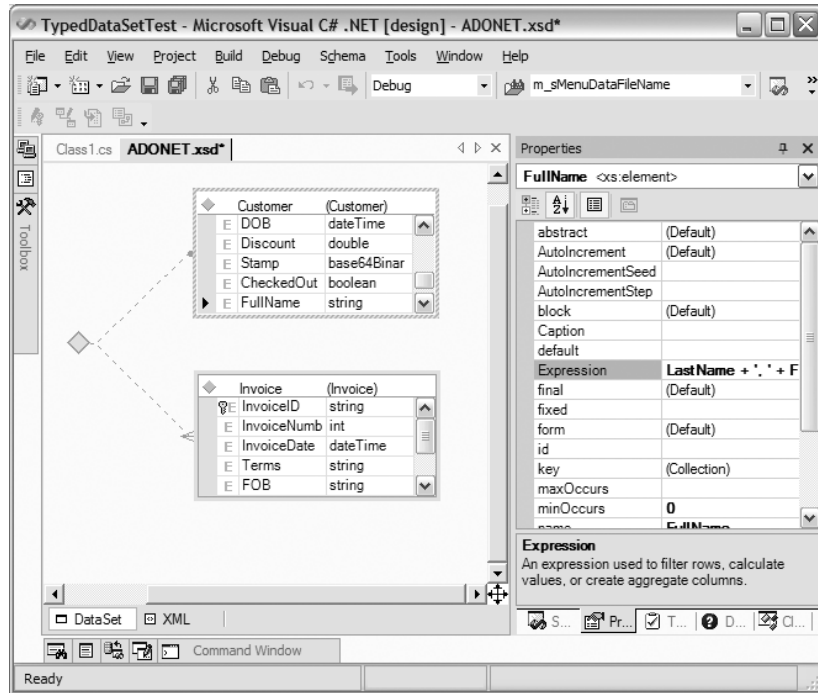 TypedDataSetTest - Microsoft Visual C# .NET [design] - ADONET.xsd*
File Edit View Project Build Debug Schema Tools Window Help
Debug m_sMenuDataFileName
Class1.cs ADONET.xsd*
Toolbox
Customer (Customer)
E DOB dateTime
E Discount double
E Stamp base64Binar
E CheckedOut boolean
E FullName string
Invoice (Invoice)
E InvoiceID string
E InvoiceNumb int
E InvoiceDate dateTime
E Terms string
E FOB string
DataSet XML
Properties
FullName <xs:element>
abstract (Default)
AutoIncrement (Default)
AutoIncrementSeed
AutoIncrementStep
block (Default)
Caption
default
Expression LastName + ', ' + F
final (Default)
fixed
form (Default)
id
key (Collection)
maxOccurs
minOccurs 0
name FullName
Expression
An expression used to filter rows, calculate
values, or create aggregate columns.
S... Pr... T... D... Cl...
Command Window
Ready